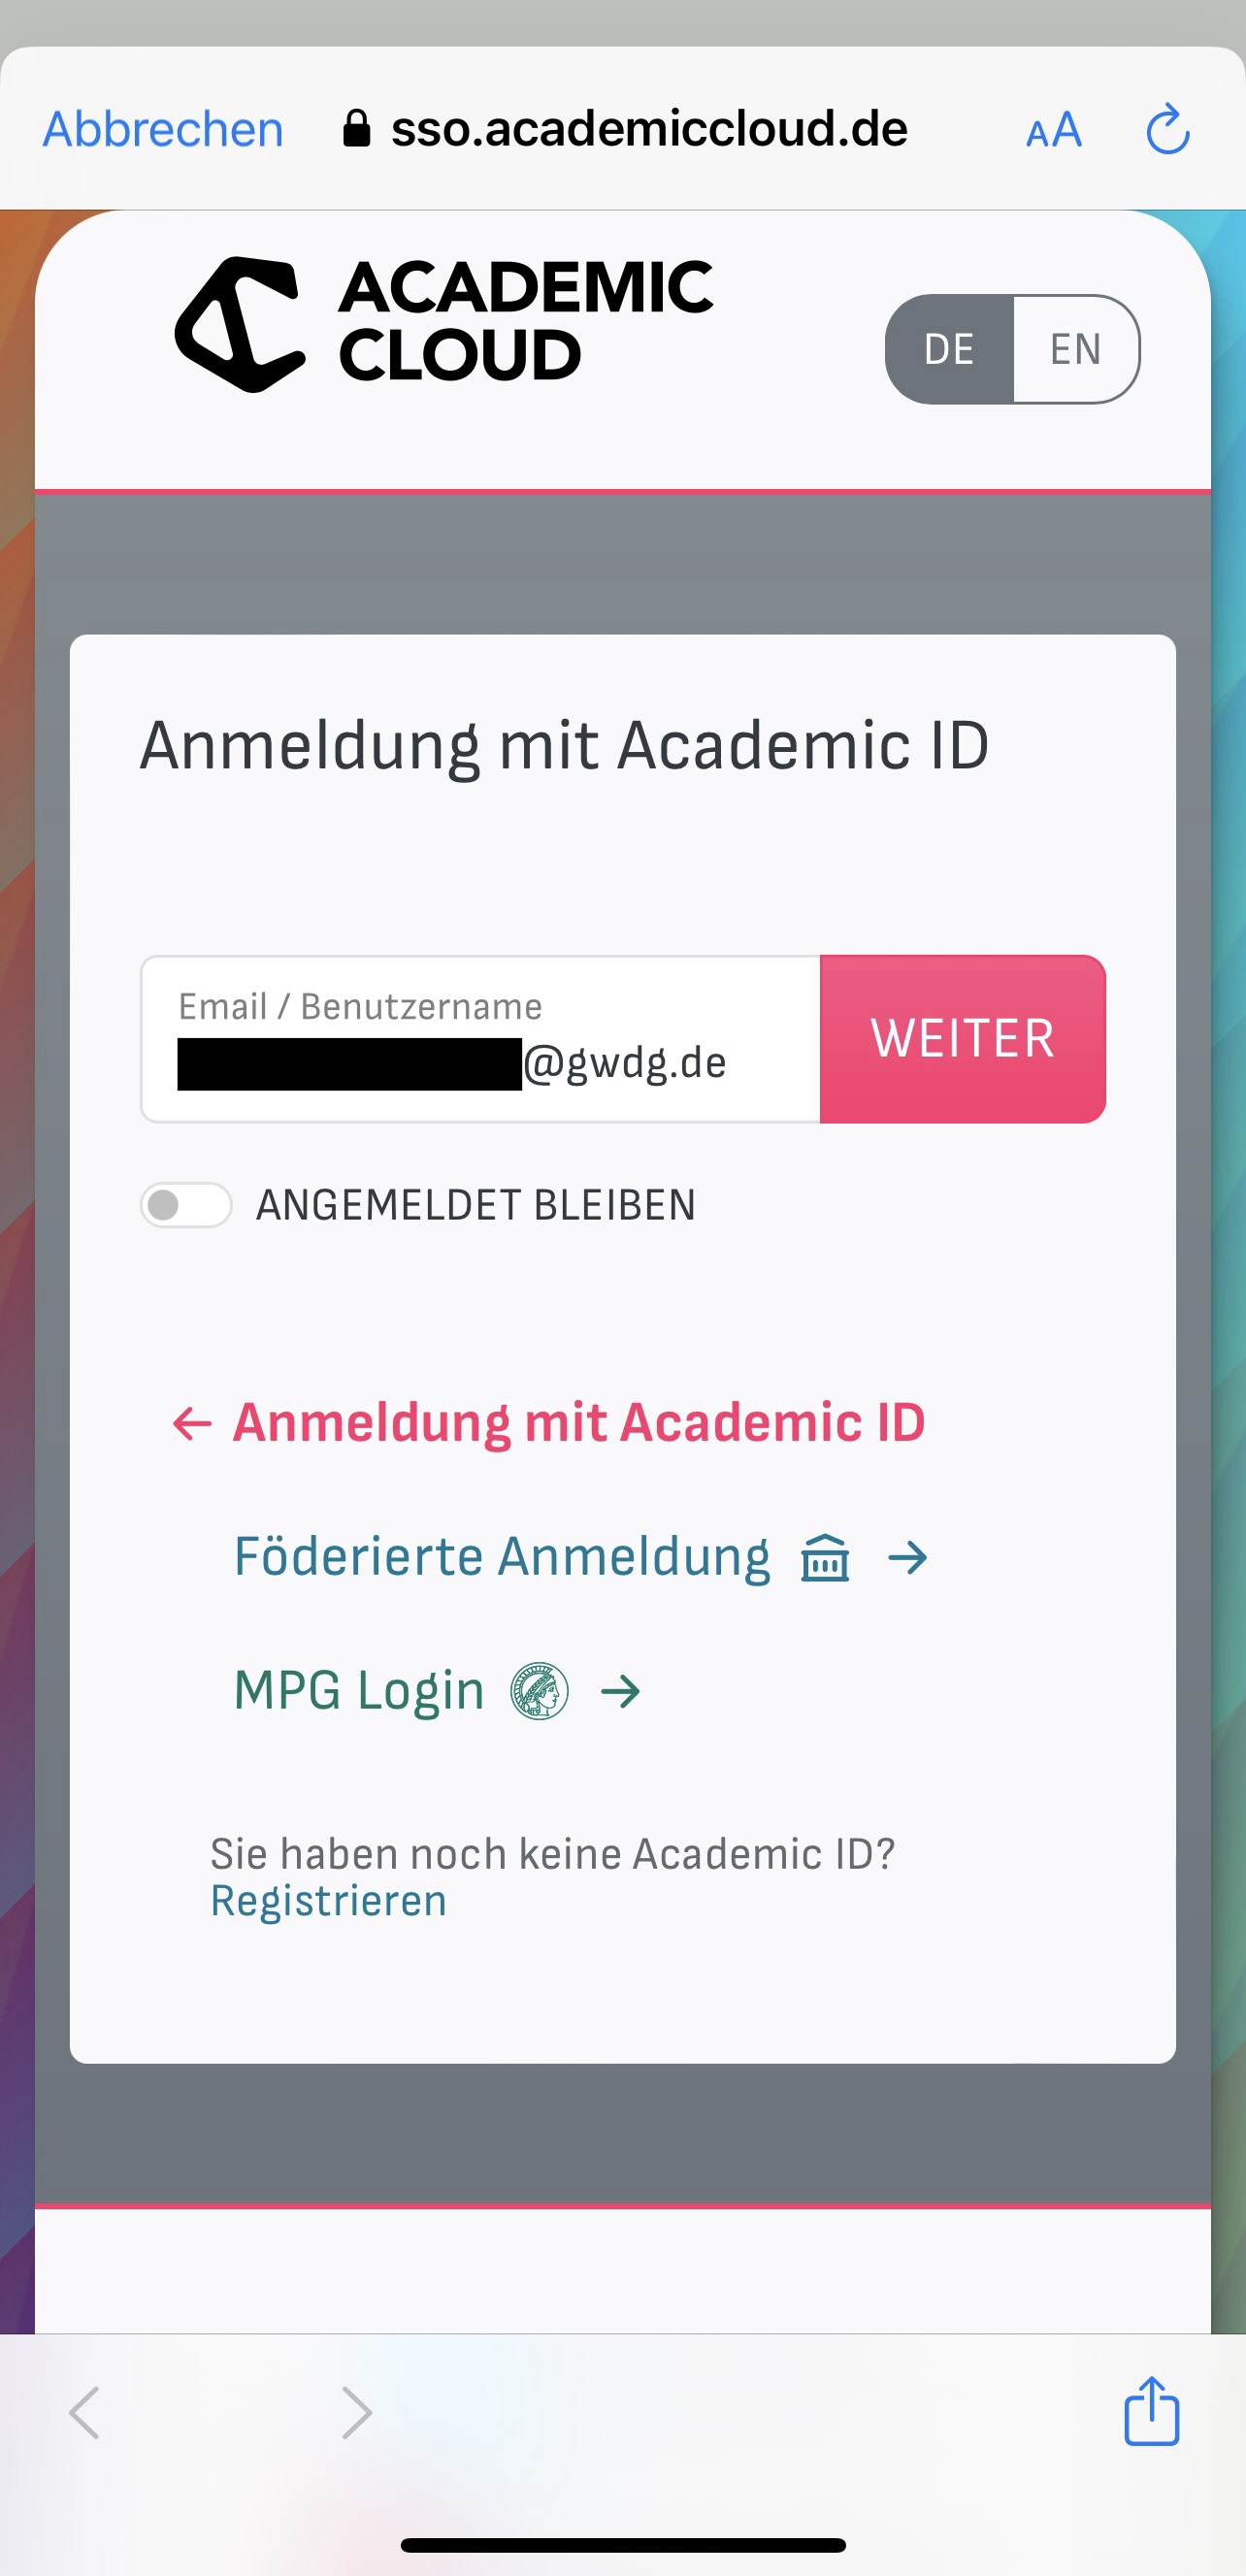 Abbrechen sso.academiccloud.de AA
ACADEMIC
CLOUD
DE EN
Anmeldung mit Academic ID
Email / Benutzername
@gwdg.de
WEITER
ANGEMELDET BLEIBEN
Anmeldung mit Academic ID
Föderierte Anmeldung
MPG Login
Sie haben noch keine Academic ID?
Registrieren